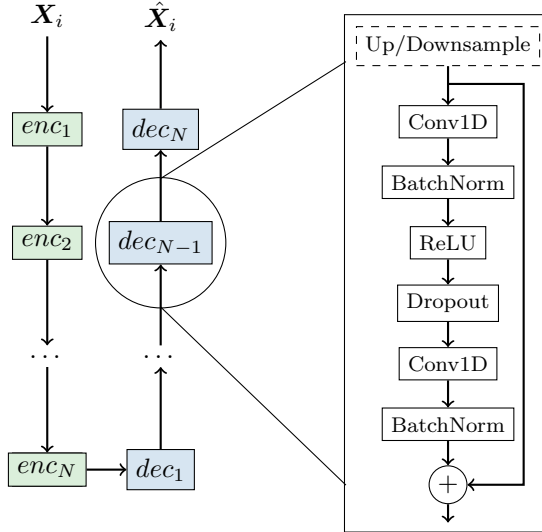 X_i
X̂_i
enc_1
enc_2
...
enc_N
dec_N
dec_{N−1}
...
dec_1
Up/Downsample
Conv1D
BatchNorm
ReLU
Dropout
Conv1D
BatchNorm
+